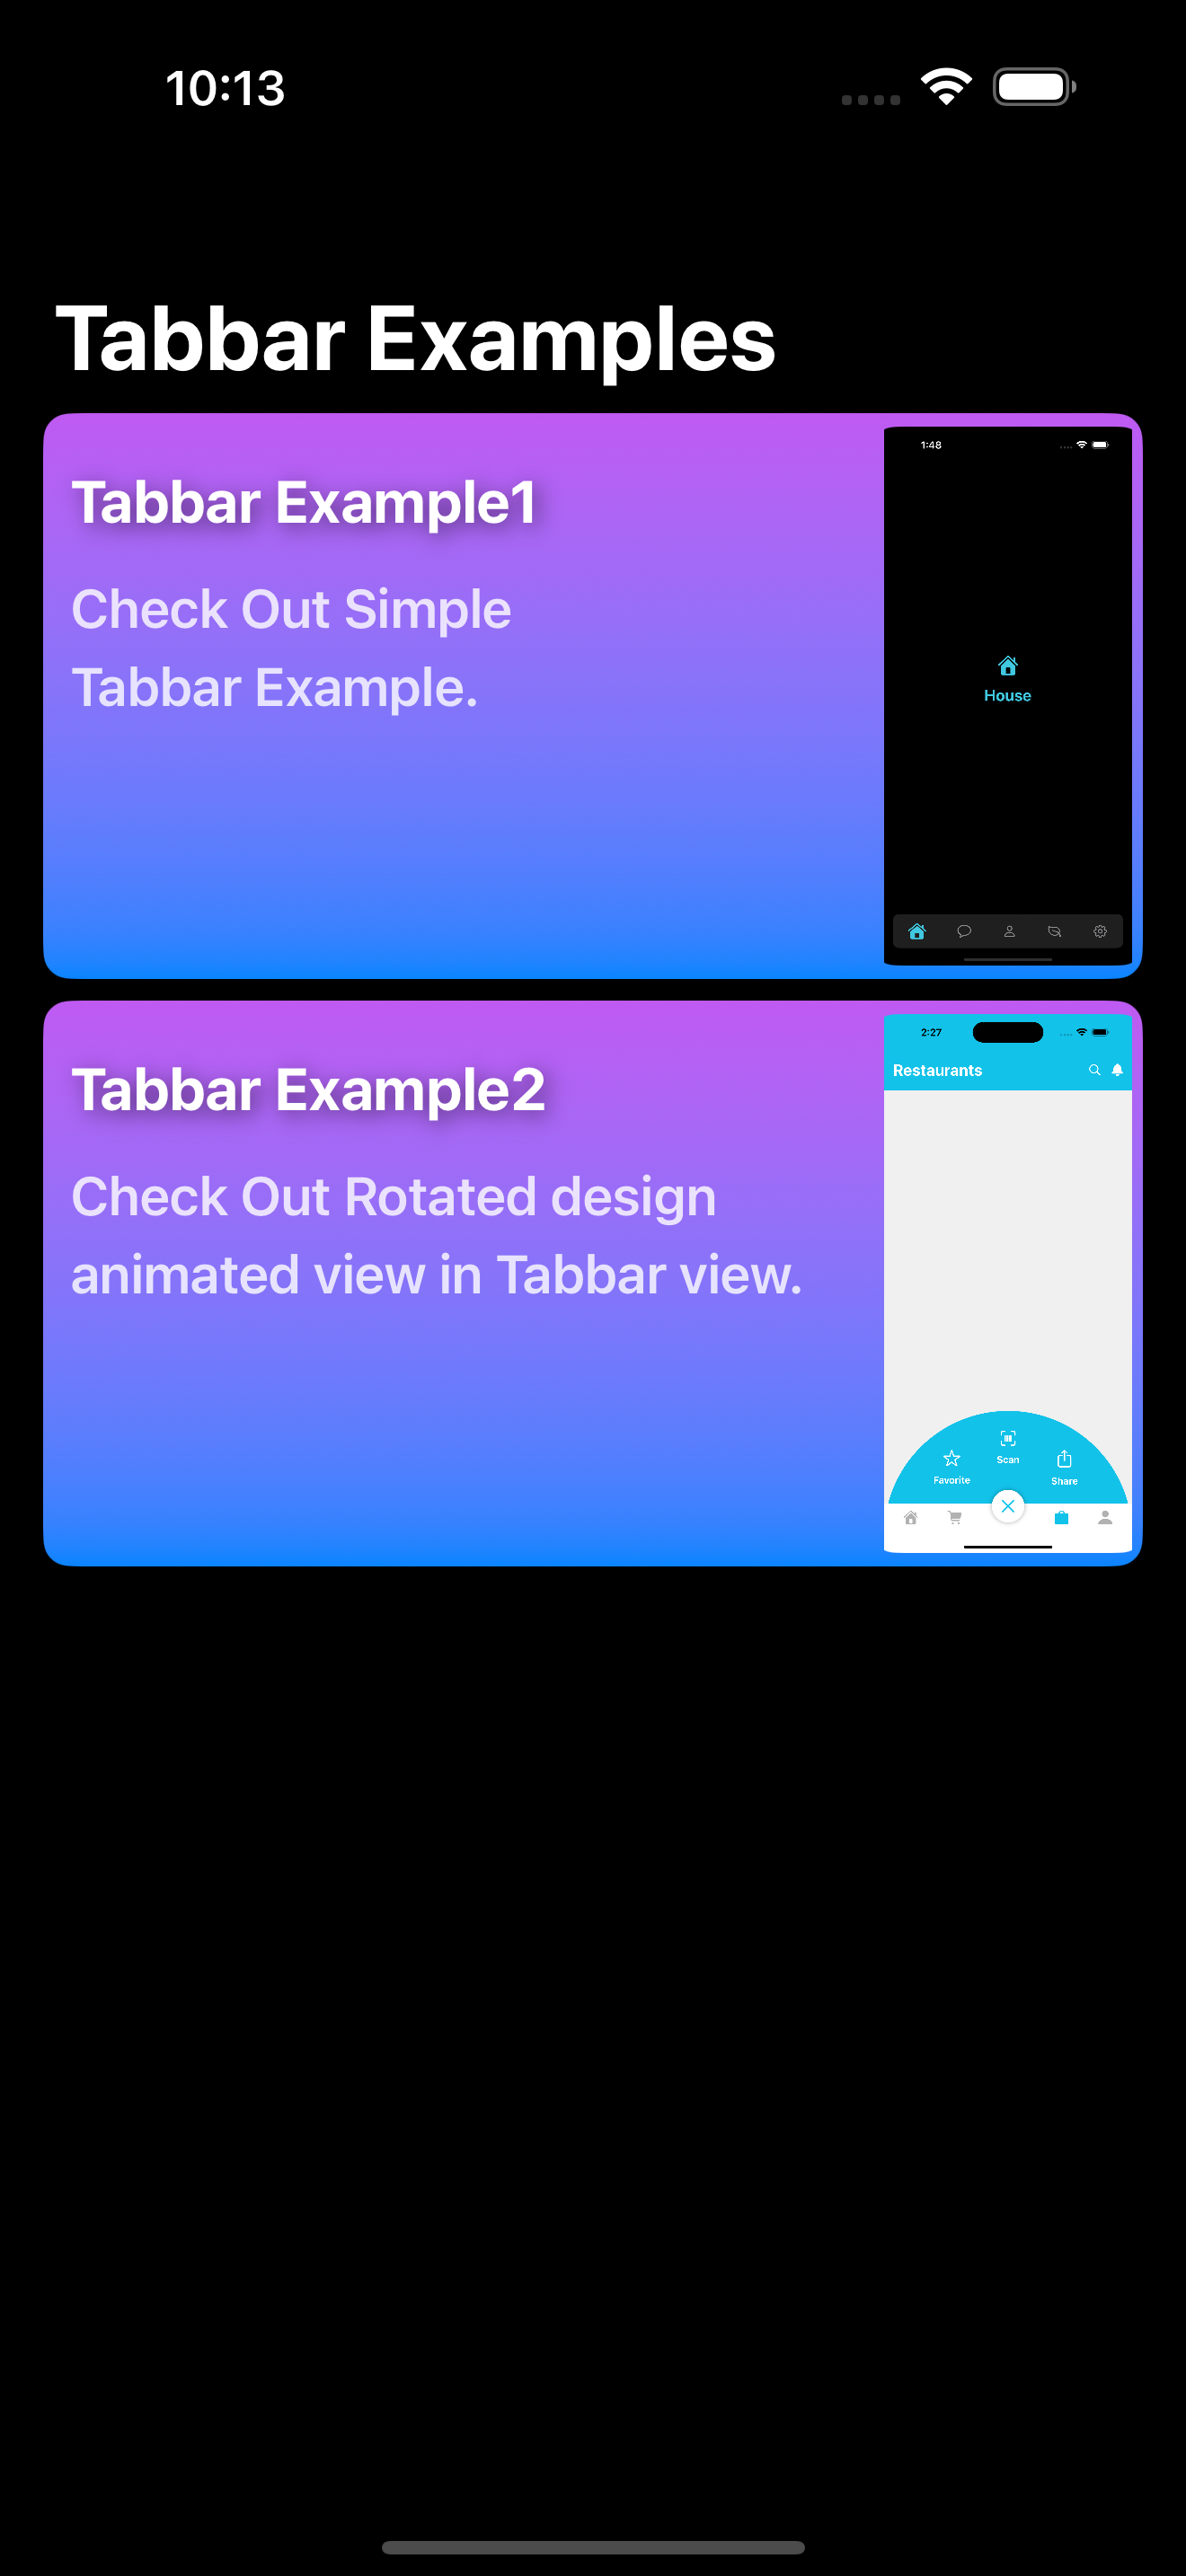 10:13
Tabbar Examples
Tabbar Example1
Check Out Simple
Tabbar Example.
1:48
House
Tabbar Example2
Check Out Rotated design
animated view in Tabbar view.
2:27
Restaurants
Scan
Favorite
Share